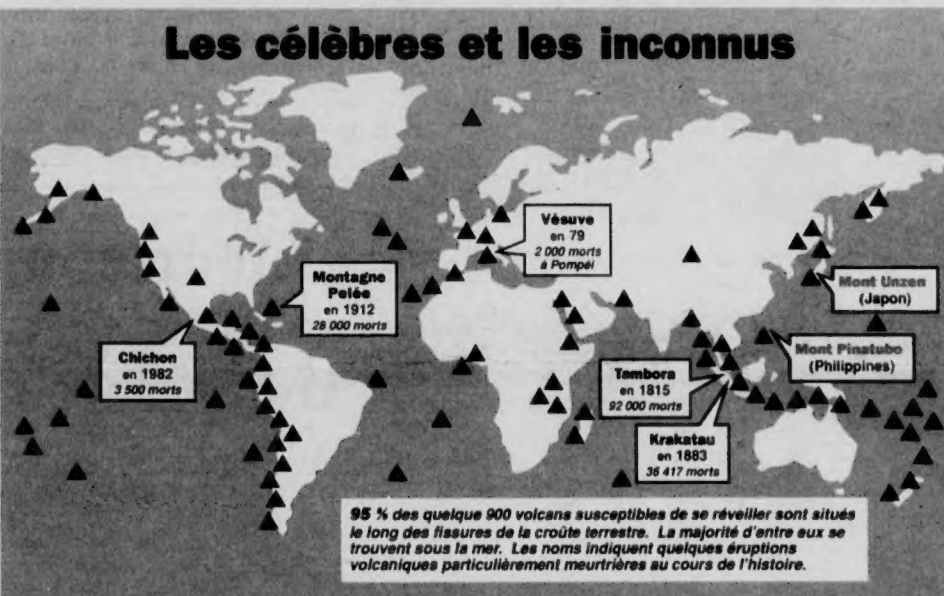 Les célèbres et les inconnus
Vésuve
en 79
2 000 morts
à Pompéi
Montagne
Pelée
en 1912
28 000 morts
Mont Unzen
(Japon)
Chichon
en 1982
3 500 morts
Tambora
en 1815
92 000 morts
Mont Pinatubo
(Philippines)
Krakatau
en 1883
36 417 morts
95 % des quelque 900 volcans susceptibles de se réveiller sont situés
le long des fissures de la croûte terrestre. La majorité d'entre eux se
trouvent sous la mer. Les noms indiquent quelques éruptions
volcaniques particulièrement meurtrières au cours de l'histoire.